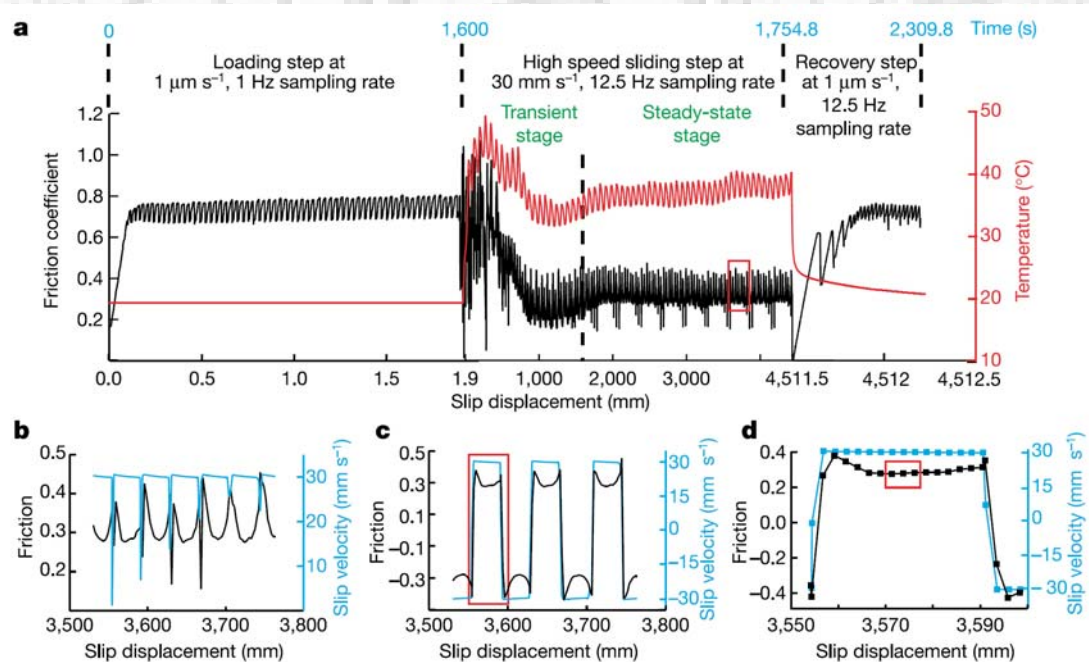 a
0
1,600
1,754.8
2,309.8
Time (s)
Loading step at
1 μm s⁻¹, 1 Hz sampling rate
High speed sliding step at
30 mm s⁻¹, 12.5 Hz sampling rate
Recovery step
at 1 μm s⁻¹,
12.5 Hz
sampling rate
Transient
stage
Steady-state
stage
Friction coefficient
1.2
1.0
0.8
0.6
0.4
0.2
Temperature (°C)
50
40
30
20
10
0.0
0.5
1.0
1.5
1.9
1,000
2,000
3,000
4,511.5
4,512
4,512.5
Slip displacement (mm)
b
Friction
0.5
0.4
0.3
0.2
Slip velocity (mm s⁻¹)
30
20
10
3,500
3,600
3,700
3,800
Slip displacement (mm)
c
Friction
0.5
0.3
0.1
−0.1
−0.3
Slip velocity (mm s⁻¹)
30
15
0
−15
−30
3,500
3,600
3,700
3,800
Slip displacement (mm)
d
Friction
0.4
0.2
0.0
−0.2
−0.4
Slip velocity (mm s⁻¹)
30
15
0
−15
−30
3,550
3,570
3,590
Slip displacement (mm)